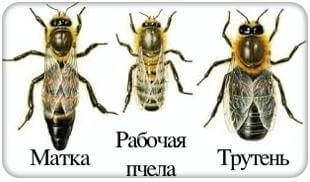 Матка
Рабочая
пчела
Трутень